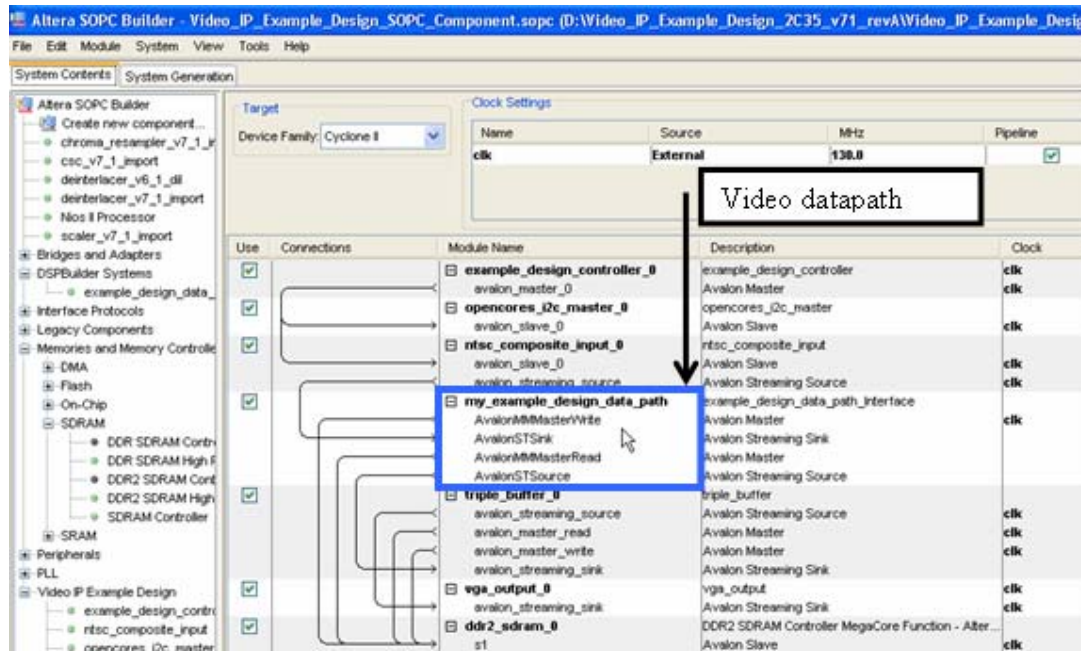 Altera SOPC Builder - Video_IP_Example_Design_SOPC_Component.sopc (D:\Video_IP_Example_Design_2C35_v71_revA\Video_IP_Example_Desig
File Edit Module System View Tools Help
System Contents System Generation
Altera SOPC Builder
Create new component...
chroma_resampler_v7_1_ir
csc_v7_1_import
deinterlacer_v6_1_dil
deinterlacer_v7_1_import
Nios II Processor
scaler_v7_1_import
Bridges and Adapters
DSPBuilder Systems
example_design_data_
Interface Protocols
Legacy Components
Memories and Memory Controlle
DMA
Flash
On-Chip
SDRAM
DDR SDRAM Contr
DDR SDRAM High F
DDR2 SDRAM Cont
DDR2 SDRAM High
SDRAM Controller
SRAM
Peripherals
PLL
Video IP Example Design
example_design_contr
ntsc_composite_input
opencores_i2c_master
Target
Device Family: Cyclone II
Clock Settings
Name Source MHz Pipeline
clk External 130.0
Video datapath
Use Connections Module Name Description Clock
example_design_controller_0 example_design_controller clk
avalon_master_0 Avalon Master clk
opencores_i2c_master_0 opencores_i2c_master
avalon_slave_0 Avalon Slave clk
ntsc_composite_input_0 ntsc_composite_input
avalon_slave_0 Avalon Slave clk
avalon_streaming_source Avalon Streaming Source clk
my_example_design_data_path example_design_data_path_interface
AvalonMMMasterWrite Avalon Master clk
AvalonSTSink Avalon Streaming Sink
AvalonMMMasterRead Avalon Master
AvalonSTSource Avalon Streaming Source
triple_buffer_0 triple_buffer
avalon_streaming_source Avalon Streaming Source clk
avalon_master_read Avalon Master clk
avalon_master_write Avalon Master clk
avalon_streaming_sink Avalon Streaming Sink
vga_output_0 vga_output clk
avalon_streaming_sink Avalon Streaming Sink clk
ddr2_sdram_0 DDR2 SDRAM Controller MegaCore Function - Alter... clk
s1 Avalon Slave clk